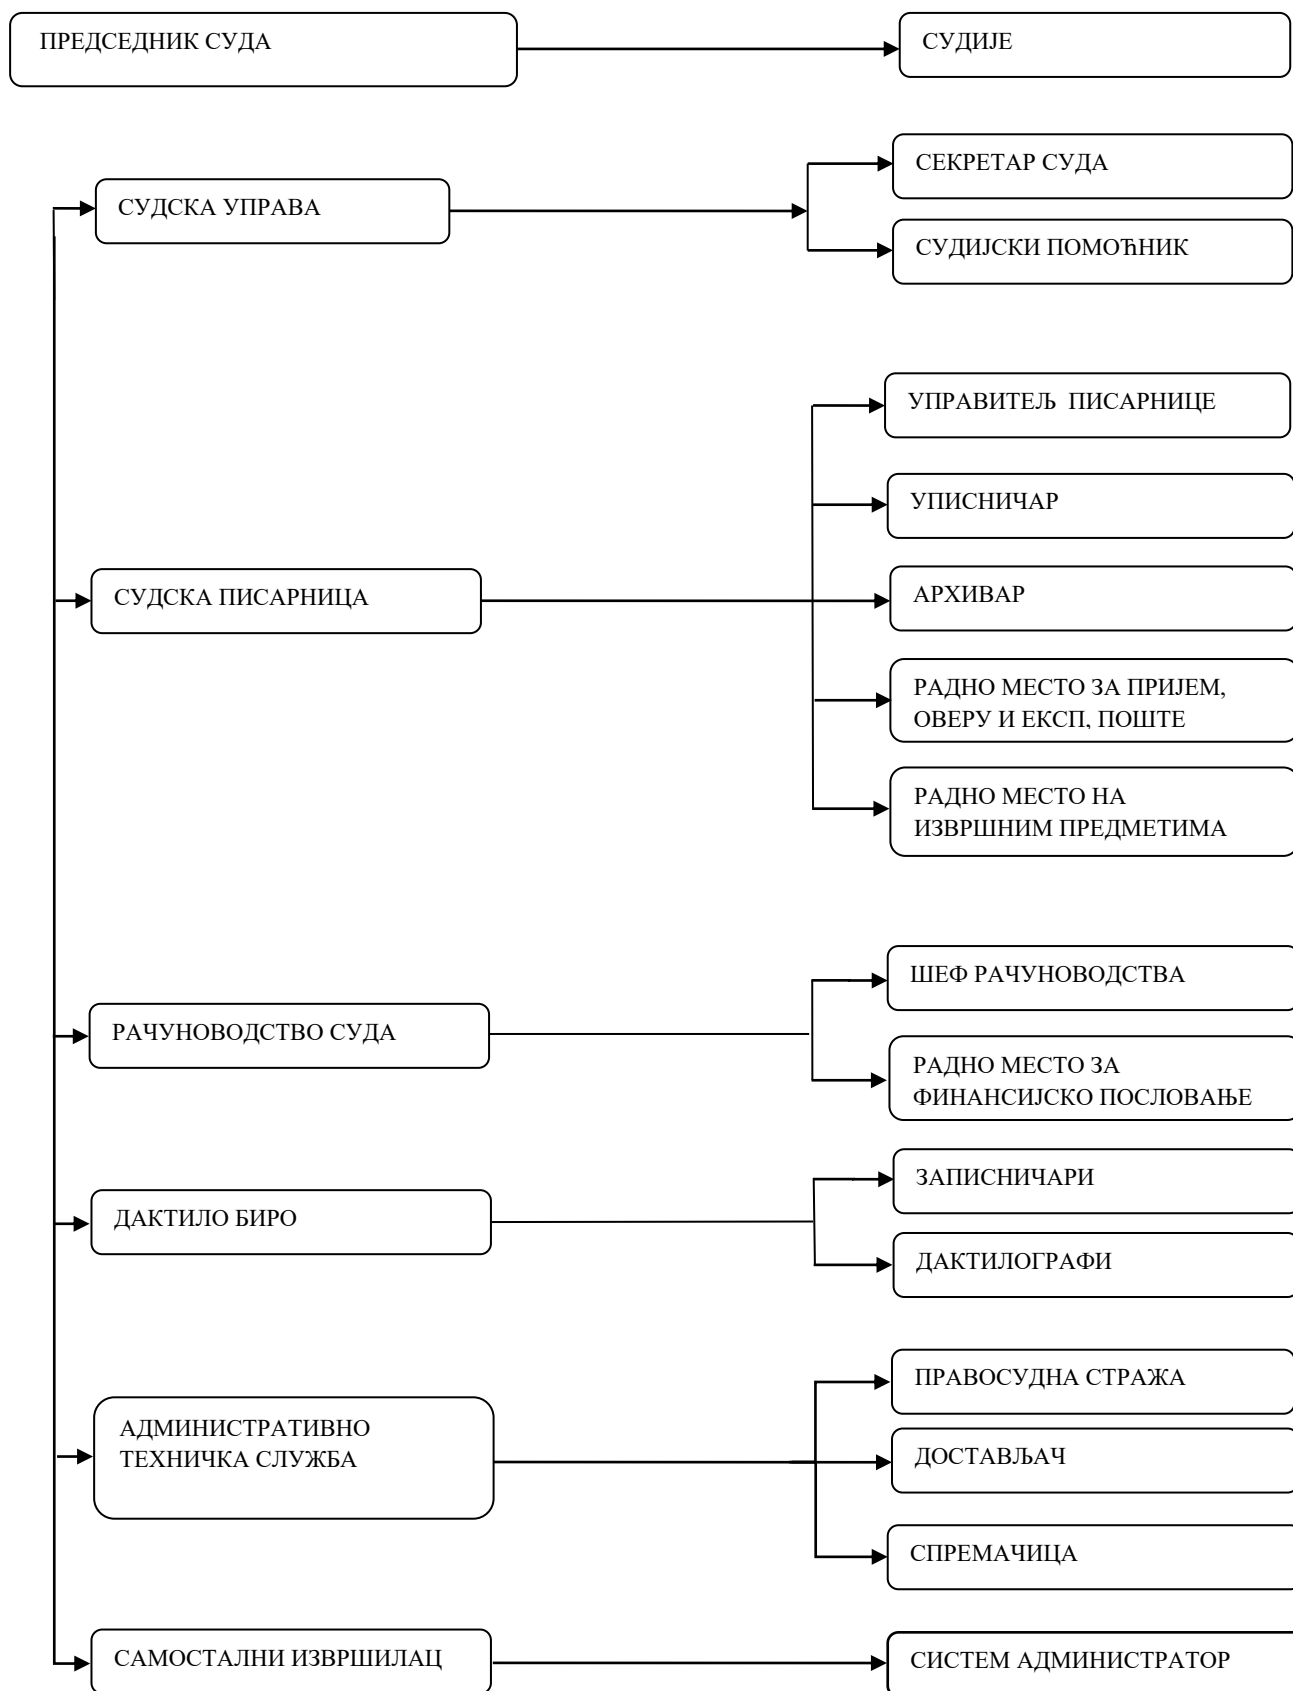 ПРЕДСЕДНИК СУДА
СУДИЈЕ
СУДСКА УПРАВА
СЕКРЕТАР СУДА
СУДИЈСКИ ПОМОЋНИК
СУДСКА ПИСАРНИЦА
УПРАВИТЕЉ ПИСАРНИЦЕ
УПИСНИЧАР
АРХИВАР
РАДНО МЕСТО ЗА ПРИЈЕМ,
ОВЕРУ И ЕКСП, ПОШТЕ
РАДНО МЕСТО НА
ИЗВРШНИМ ПРЕДМЕТИМА
РАЧУНОВОДСТВО СУДА
ШЕФ РАЧУНОВОДСТВА
РАДНО МЕСТО ЗА
ФИНАНСИЈСКО ПОСЛОВАЊЕ
ДАКТИЛО БИРО
ЗАПИСНИЧАРИ
ДАКТИЛОГРАФИ
АДМИНИСТРАТИВНО
ТЕХНИЧКА СЛУЖБА
ПРАВОСУДНА СТРАЖА
ДОСТАВЉАЧ
СПРЕМАЧИЦА
САМОСТАЛНИ ИЗВРШИЛАЦ
СИСТЕМ АДМИНИСТРАТОР